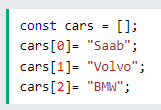 const cars = [];
cars[0]= "Saab";
cars[1]= "Volvo";
cars[2]= "BMW";